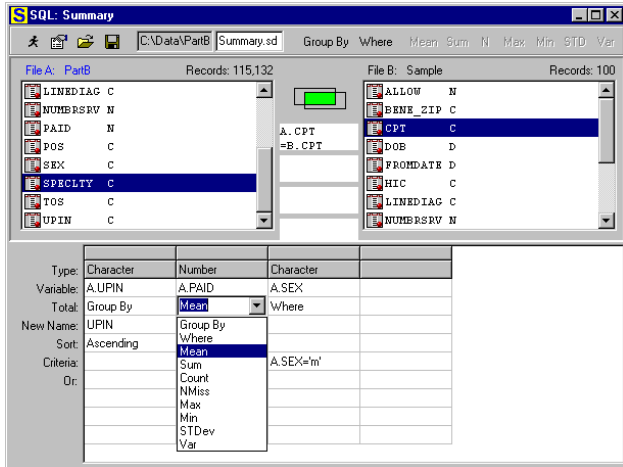 SQL: Summary
C:\Data\PartB Summary.sd Group By Where Mean Sum N Max Min STD Var
File A: PartB Records: 115,132
LINEDIAG C
NUMBRSRV N
PAID N
POS C
SEX C
SPECLTY C
TOS C
UPIN C
A.CPT
=B.CPT
File B: Sample Records: 100
ALLOW N
BENE_ZIP C
CPT C
DOB D
FROMDATE D
HIC C
LINEDIAG C
NUMBRSRV N
Type: Character Number Character
Variable: A.UPIN A.PAID A.SEX
Total: Group By Mean Where
New Name: UPIN
Sort: Ascending
Criteria: A.SEX='m'
Or:
Group By
Where
Mean
Sum
Count
NMiss
Max
Min
STDev
Var